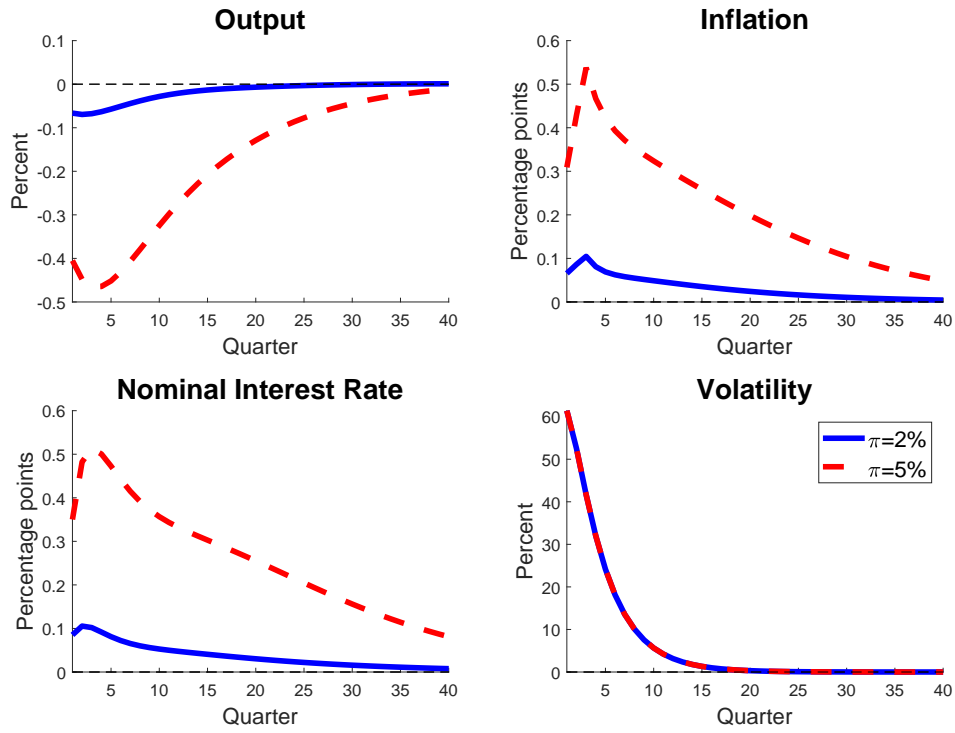 Output
Percent
0.1
0
-0.1
-0.2
-0.3
-0.4
-0.5
5 10 15 20 25 30 35 40
Quarter
Inflation
Percentage points
0.6
0.5
0.4
0.3
0.2
0.1
0
5 10 15 20 25 30 35 40
Quarter
Nominal Interest Rate
Percentage points
0.6
0.5
0.4
0.3
0.2
0.1
0
5 10 15 20 25 30 35 40
Quarter
Volatility
Percent
60
50
40
30
20
10
0
5 10 15 20 25 30 35 40
Quarter
π=2%
π=5%